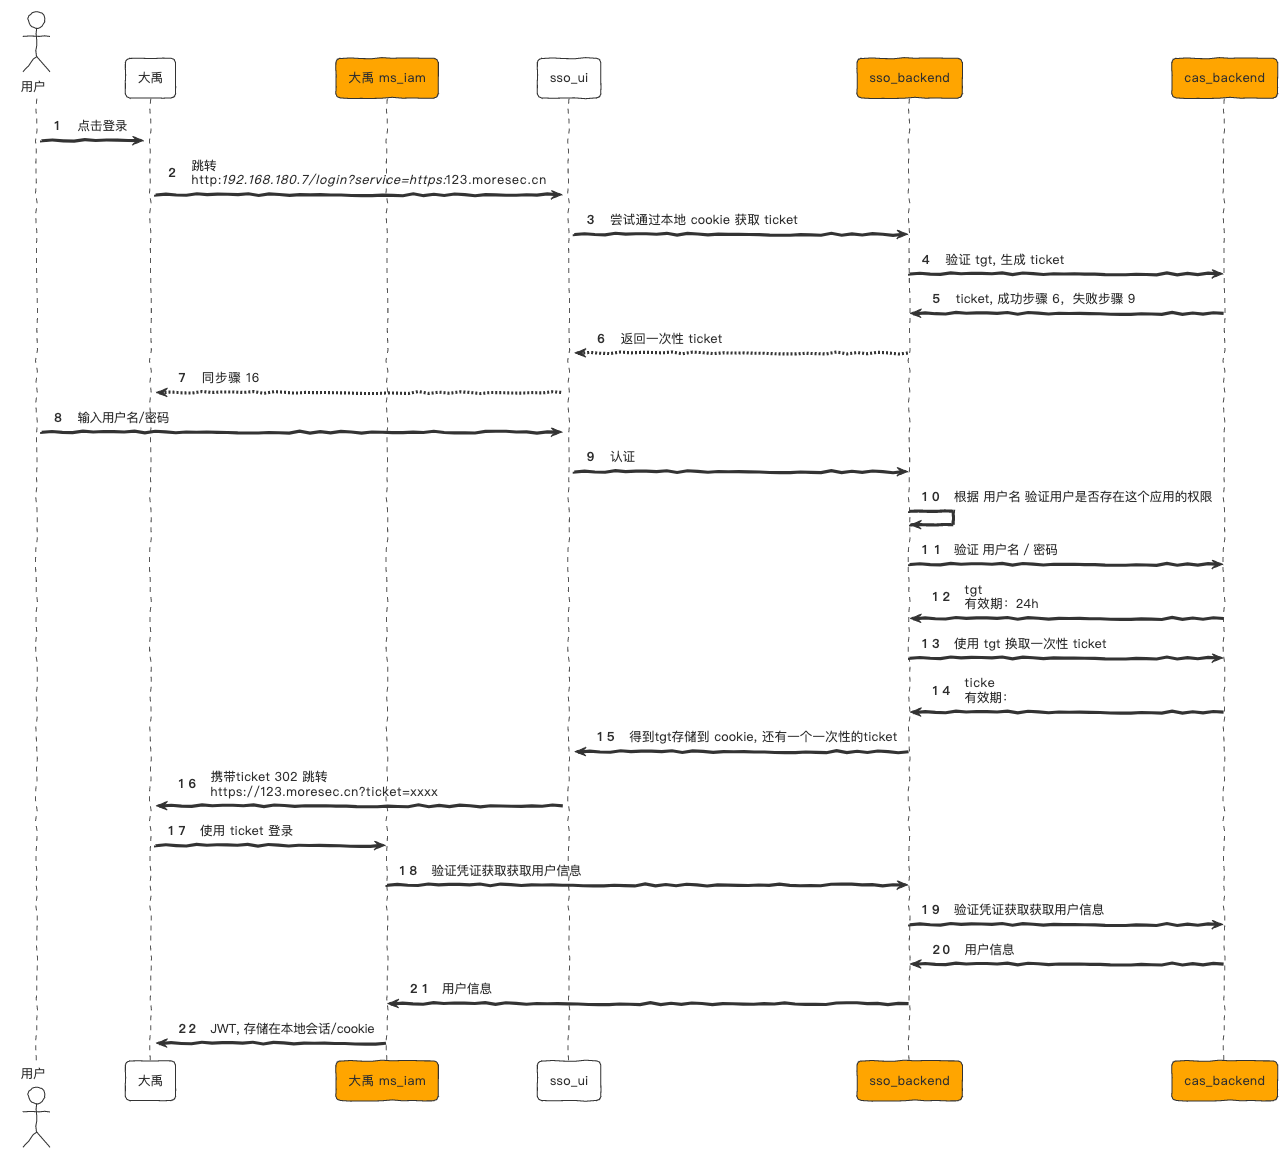 用户
大禹
大禹 ms_iam
sso_ui
sso_backend
cas_backend
1 点击登录
2 跳转
http:192.168.180.7/login?service=https:123.moresec.cn
3 尝试通过本地 cookie 获取 ticket
4 验证 tgt, 生成 ticket
5 ticket, 成功步骤 6，失败步骤 9
6 返回一次性 ticket
7 同步骤 16
8 输入用户名/密码
9 认证
10 根据 用户名 验证用户是否存在这个应用的权限
11 验证 用户名 / 密码
12 tgt
有效期：24h
13 使用 tgt 换取一次性 ticket
14 ticke
有效期：
15 得到tgt存储到 cookie, 还有一个一次性的ticket
16 携带ticket 302 跳转
https://123.moresec.cn?ticket=xxxx
17 使用 ticket 登录
18 验证凭证获取获取用户信息
19 验证凭证获取获取用户信息
20 用户信息
21 用户信息
22 JWT, 存储在本地会话/cookie
用户
大禹
大禹 ms_iam
sso_ui
sso_backend
cas_backend